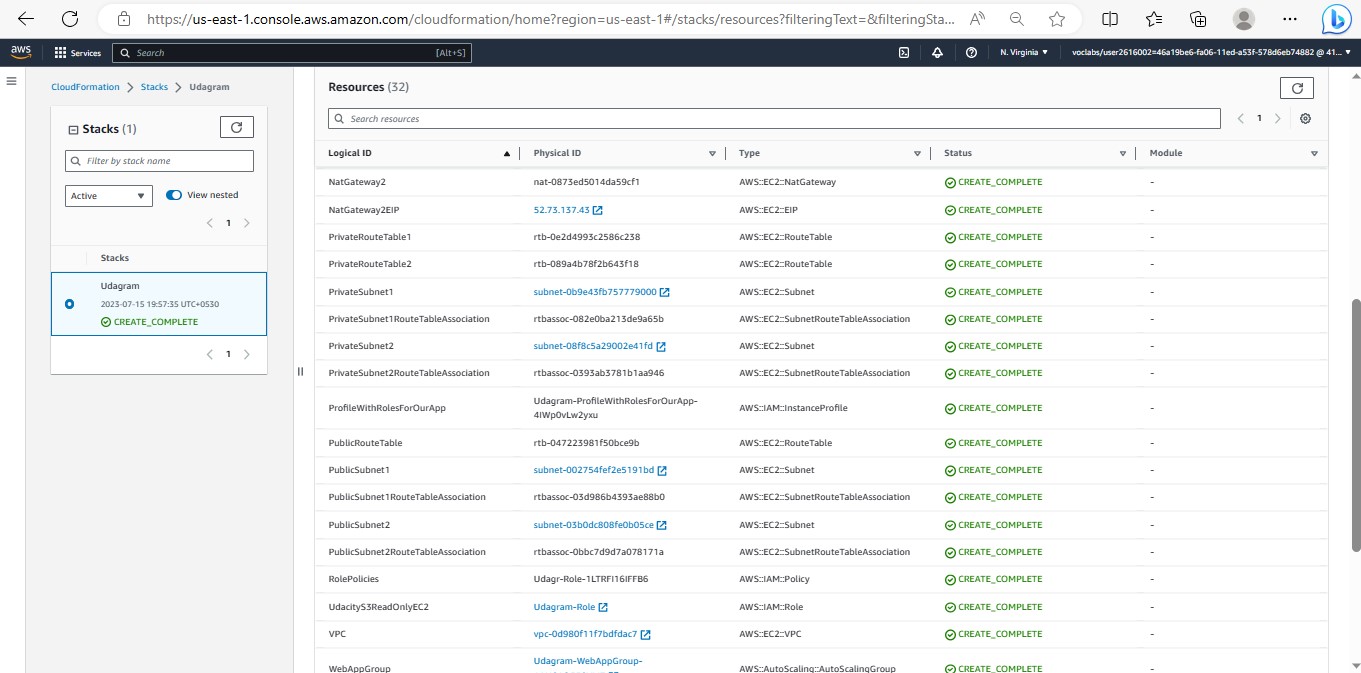 https://us-east-1.console.aws.amazon.com/cloudformation/home?region=us-east-1#/stacks/resources?filteringText=&filteringSta...
aws Services Search [Alt+S] N. Virginia voclabs/user2616002=46a19be6-fa06-11ed-a53f-578d6eb74882 @ 41...
CloudFormation Stacks Udagram
Stacks (1)
Filter by stack name
Active View nested
1
Stacks
Udagram
2023-07-15 19:57:35 UTC+0530
CREATE_COMPLETE
1
Resources (32)
Search resources 1
Logical ID Physical ID Type Status Module
NatGateway2 nat-0873ed5014da59cf1 AWS::EC2::NatGateway CREATE_COMPLETE -
NatGateway2EIP 52.73.137.43 AWS::EC2::EIP CREATE_COMPLETE -
PrivateRouteTable1 rtb-0e2d4993c2586c238 AWS::EC2::RouteTable CREATE_COMPLETE -
PrivateRouteTable2 rtb-089a4b78f2b643f18 AWS::EC2::RouteTable CREATE_COMPLETE -
PrivateSubnet1 subnet-0b9e43fb757779000 AWS::EC2::Subnet CREATE_COMPLETE -
PrivateSubnet1RouteTableAssociation rtbassoc-082e0ba213de9a65b AWS::EC2::SubnetRouteTableAssociation CREATE_COMPLETE -
PrivateSubnet2 subnet-08f8c5a29002e41fd AWS::EC2::Subnet CREATE_COMPLETE -
PrivateSubnet2RouteTableAssociation rtbassoc-0393ab3781b1aa946 AWS::EC2::SubnetRouteTableAssociation CREATE_COMPLETE -
ProfileWithRolesForOurApp Udagram-ProfileWithRolesForOurApp- AWS::IAM::InstanceProfile CREATE_COMPLETE -
4IWp0vLw2yxu
PublicRouteTable rtb-047223981f50bce9b AWS::EC2::RouteTable CREATE_COMPLETE -
PublicSubnet1 subnet-002754fef2e5191bd AWS::EC2::Subnet CREATE_COMPLETE -
PublicSubnet1RouteTableAssociation rtbassoc-03d986b4393ae88b0 AWS::EC2::SubnetRouteTableAssociation CREATE_COMPLETE -
PublicSubnet2 subnet-03b0dc808fe0b05ce AWS::EC2::Subnet CREATE_COMPLETE -
PublicSubnet2RouteTableAssociation rtbassoc-0bbc7d9d7a078171a AWS::EC2::SubnetRouteTableAssociation CREATE_COMPLETE -
RolePolicies Udagr-Role-1LTRFI16IFFB6 AWS::IAM::Policy CREATE_COMPLETE -
UdacityS3ReadOnlyEC2 Udagram-Role AWS::IAM::Role CREATE_COMPLETE -
VPC vpc-0d980f11f7bdfdac7 AWS::EC2::VPC CREATE_COMPLETE -
WebAppGroup Udagram-WebAppGroup- AWS::AutoScaling::AutoScalingGroup CREATE_COMPLETE -